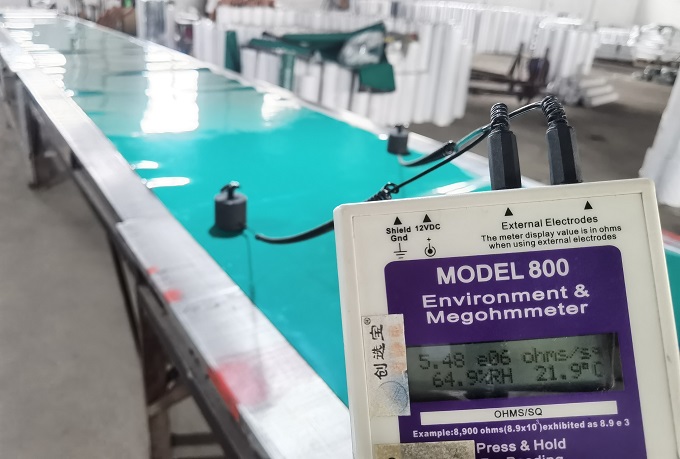 External Electrodes
Shield 12VDC
Gnd
The meter display value is in ohms
when using external electrodes
MODEL 800
Environment &
Megohmmeter
创选宝®
5.48 e06 ohms/sq
64.9%RH 21.9°C
OHMS/SQ
Example:8,900 ohms(8.9x10 )exhibited as 8.9 e 3
Press & Hold